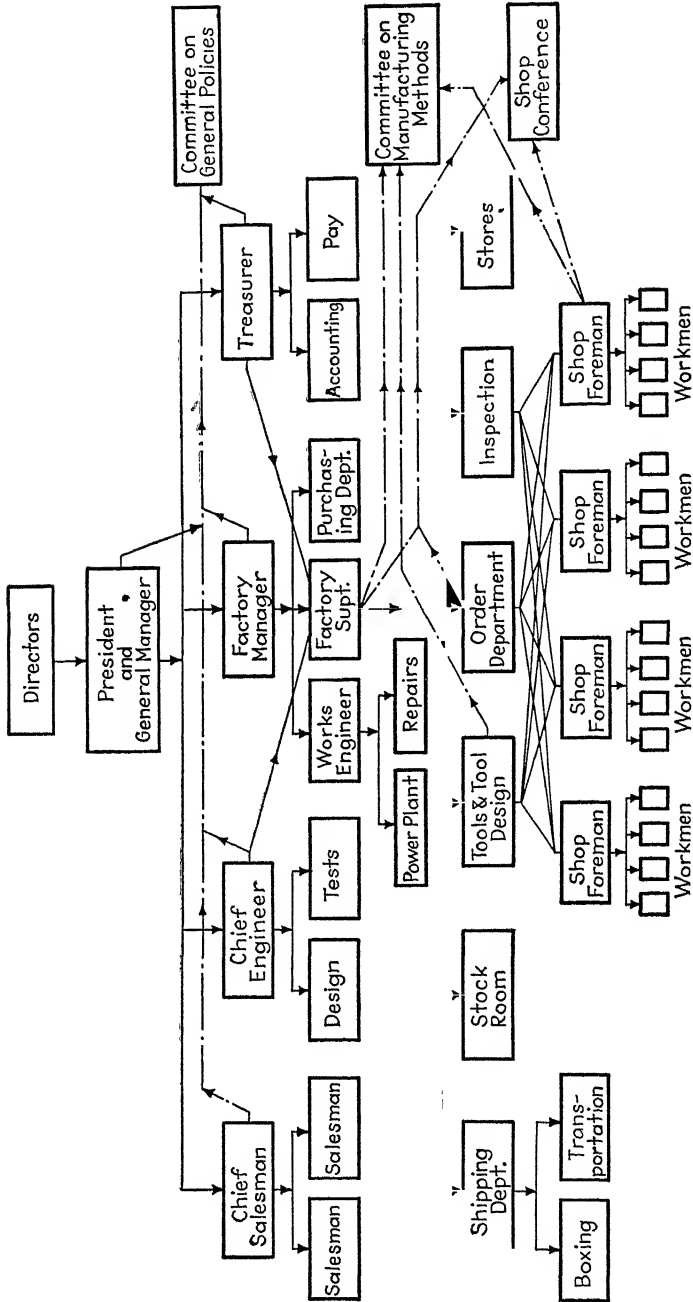 Directors
President
and
General Manager
Committee on
General Policies
Chief
Salesman
Chief
Engineer
Factory
Manager
Treasurer
Salesman
Salesman
Design
Tests
Works
Engineer
Factory
Supt.
Purchas-
ing Dept.
Accounting
Pay
Power Plant
Repairs
Committee on
Manufacturing
Methods
Shipping
Dept.
Stock
Room
Tools & Tool
Design
Order
Department
Inspection
Stores
Shop
Conference
Boxing
Trans-
portation
Shop
Foreman
Shop
Foreman
Shop
Foreman
Shop
Foreman
Workmen
Workmen
Workmen
Workmen